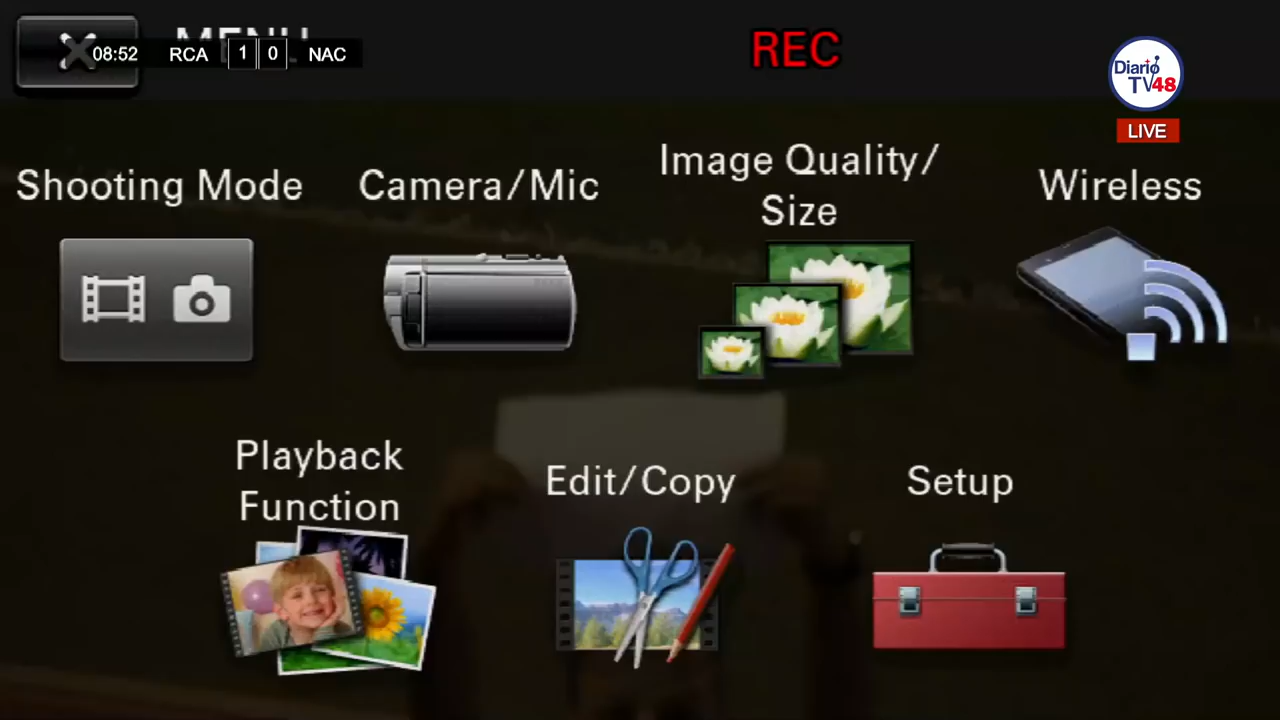 MENU
08:52 RCA 1 0 NAC
REC
Diario
TV48
LIVE
Shooting Mode
Camera/Mic
Image Quality/
Size
Wireless
Playback
Function
Edit/Copy
Setup